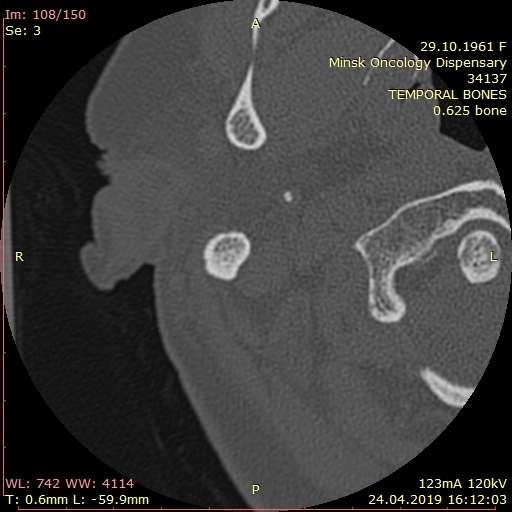 Im: 108/150
Se: 3
A
29.10.1961 F
Minsk Oncology Dispensary
34137
TEMPORAL BONES
0.625 bone
R
L
WL: 742 WW: 4114
T: 0.6mm L: -59.9mm
P
123mA 120kV
24.04.2019 16:12:03